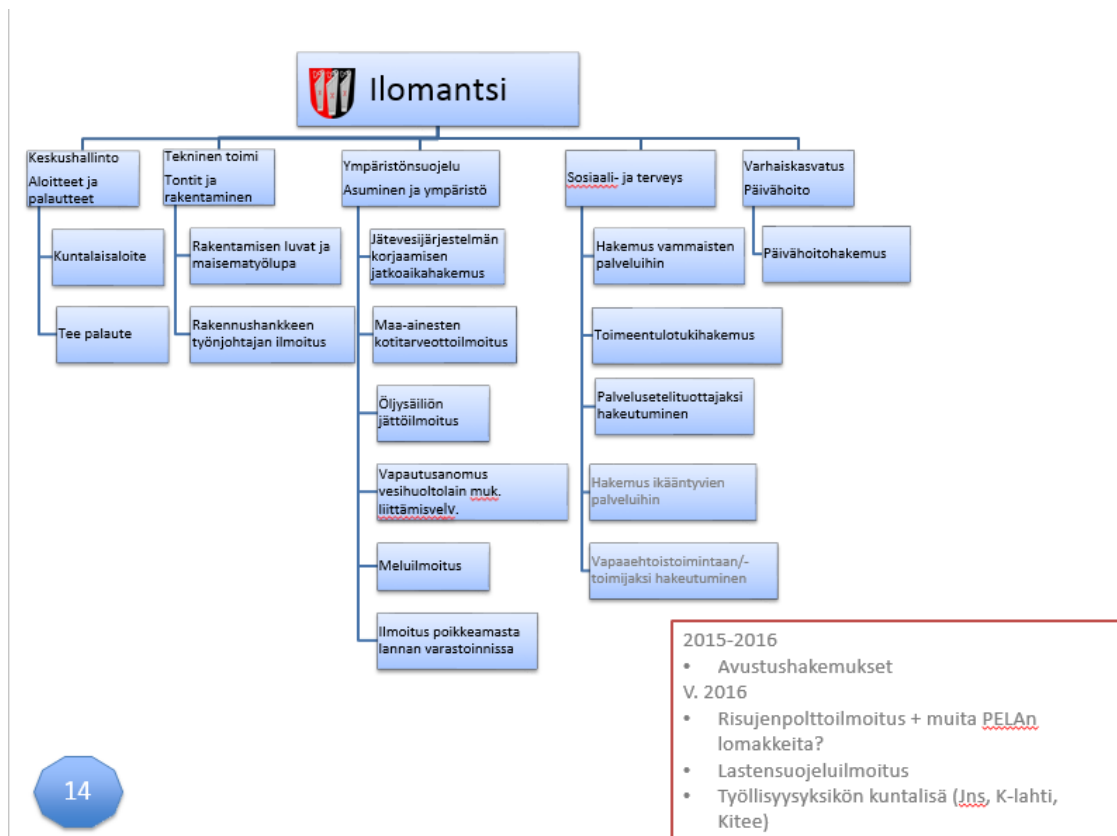 Ilomantsi
Keskushallinto
Aloitteet ja
palautteet
Kuntalaisaloite
Tee palaute
Tekninen toimi
Tontit ja
rakentaminen
Rakentamisen luvat ja
maisematyölupa
Rakennushankkeen
työnjohtajan ilmoitus
Ympäristönsuojelu
Asuminen ja ympäristö
Jätevesijärjestelmän
korjaamisen
jatkoaikahakemus
Maa-ainesten
kotitarveottoilmoitus
Öljysäiliön
jättöilmoitus
Vapautusanomus
vesihuoltolain muk.
liittämisvelv.
Meluilmoitus
Ilmoitus poikkeamasta
lannan varastoinnissa
Sosiaali- ja terveys
Hakemus vammaisten
palveluihin
Toimeentulotukihakemus
Palvelusetelituottajaksi
hakeutuminen
Hakemus ikääntyvien
palveluihin
Vapaaehtoistoimintaan/-
toimijaksi hakeutuminen
Varhaiskasvatus
Päivähoito
Päivähoitohakemus
2015-2016
• Avustushakemukset
V. 2016
• Risujenpolttoilmoitus + muita PELAn
lomakkeita?
• Lastensuojeluilmoitus
• Työllisyysyksikön kuntalisä (Jns, K-lahti,
Kitee)
14